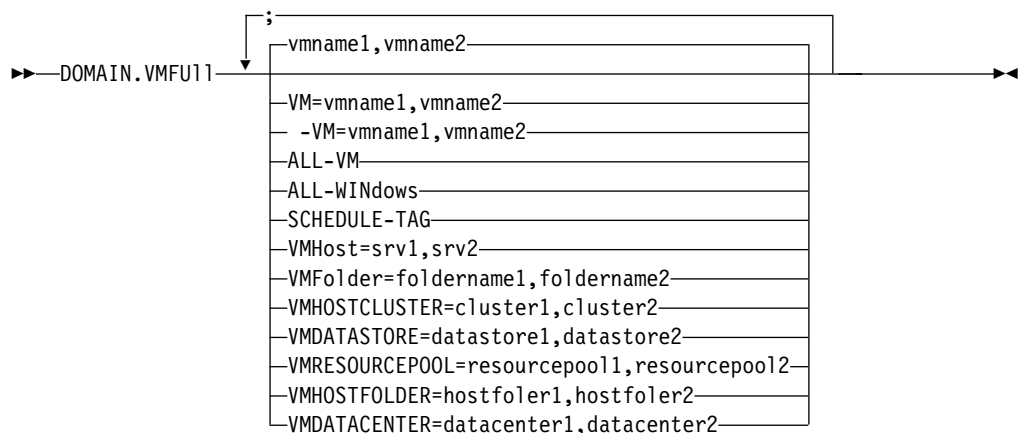 ;
vmname1,vmname2
DOMAIN.VMFUll
VM=vmname1,vmname2
-VM=vmname1,vmname2
ALL-VM
ALL-WINdows
SCHEDULE-TAG
VMHost=srv1,srv2
VMFolder=foldername1,foldername2
VMHOSTCLUSTER=cluster1,cluster2
VMDATASTORE=datastore1,datastore2
VMRESOURCEPOOL=resourcepool1,resourcepool2
VMHOSTFOLDER=hostfoler1,hostfoler2
VMDATACENTER=datacenter1,datacenter2